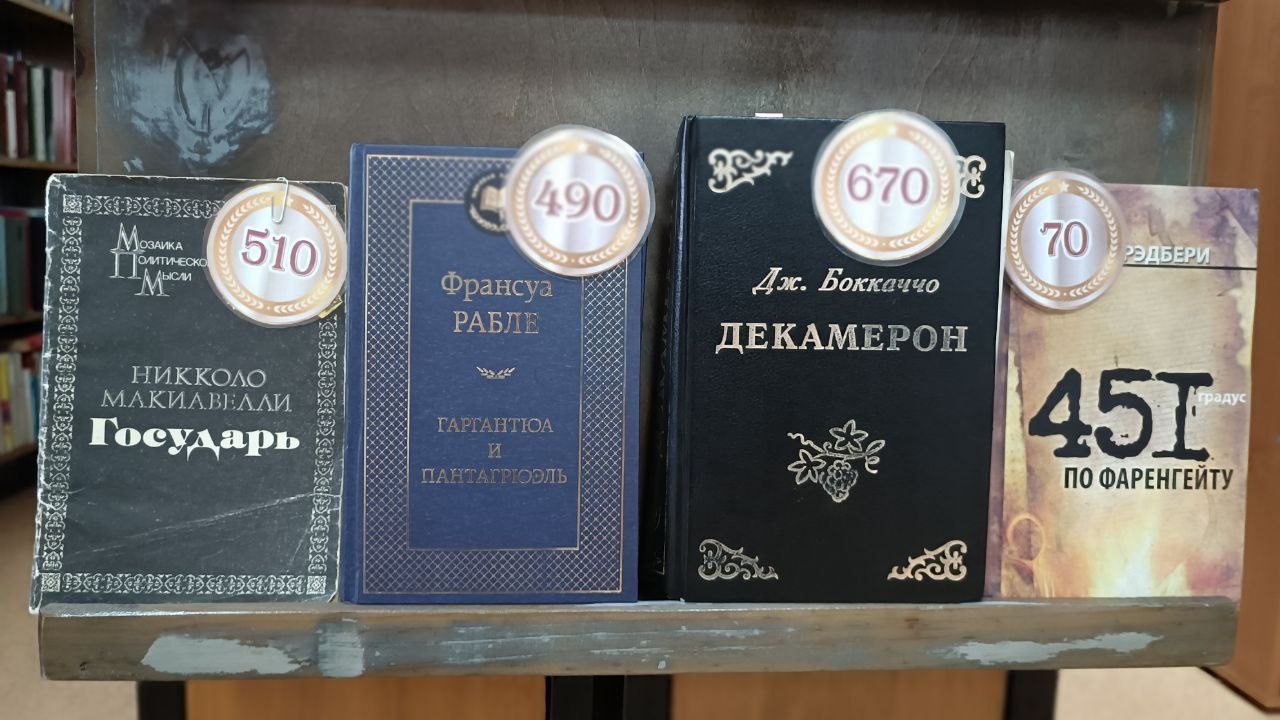 510
Мозаика
Политическо
Мысли
НИККОЛО
МАКИАВЕЛЛИ
Государь
490
Франсуа
РАБЛЕ
ГАРГАНТЮА
И
ПАНТАГРЮЭЛЬ
670
Дж. Боккаччо
ДЕКАМЕРОН
70
РЭДБЕРИ
451 градус
ПО ФАРЕНГЕЙТУ